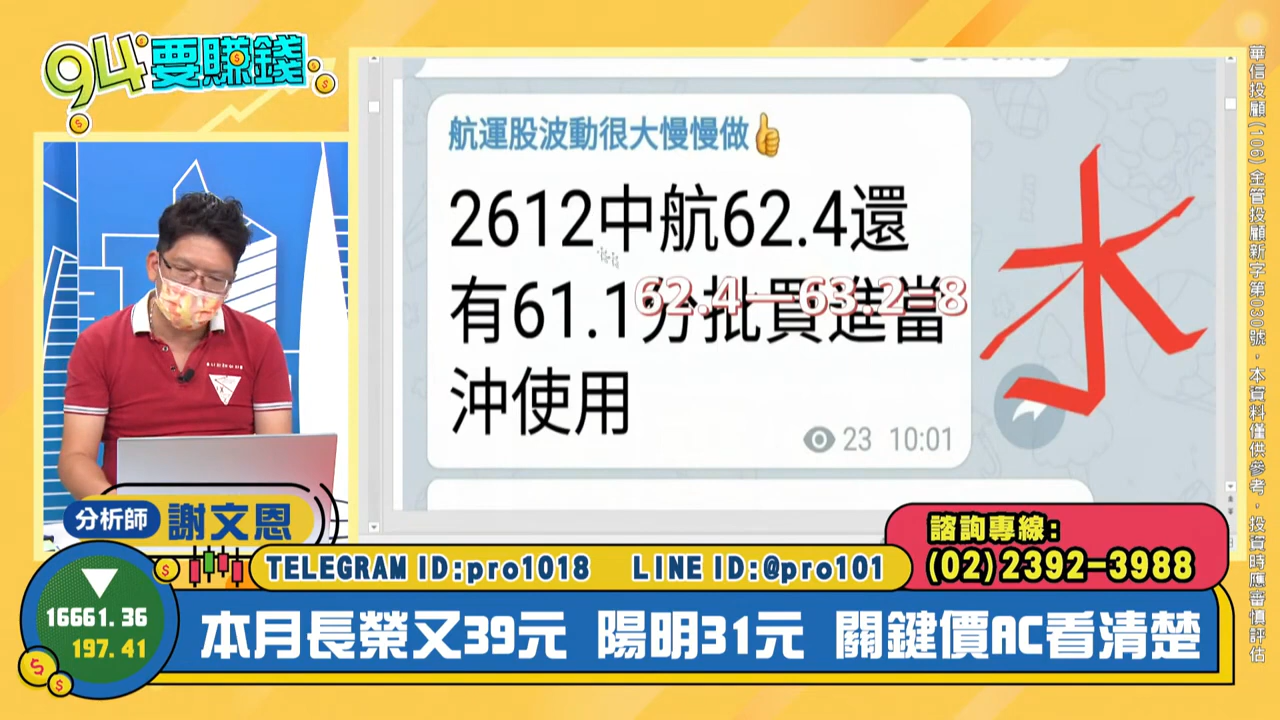 94要賺錢
航運股波動很大慢慢做👍
2612中航62.4還
有61.1分批買進當
沖使用
62.4—63.2=8
23 10:01
水
華信投顧(106)金管投顧新字第030號，本資料僅供參考，投資時應審慎評估
分析師 謝文恩
諮詢專線:
(02)2392-3988
TELEGRAM ID:pro1018 LINE ID:@pro101
16661.36
197.41
本月長榮又39元 陽明31元 關鍵價AC看清楚